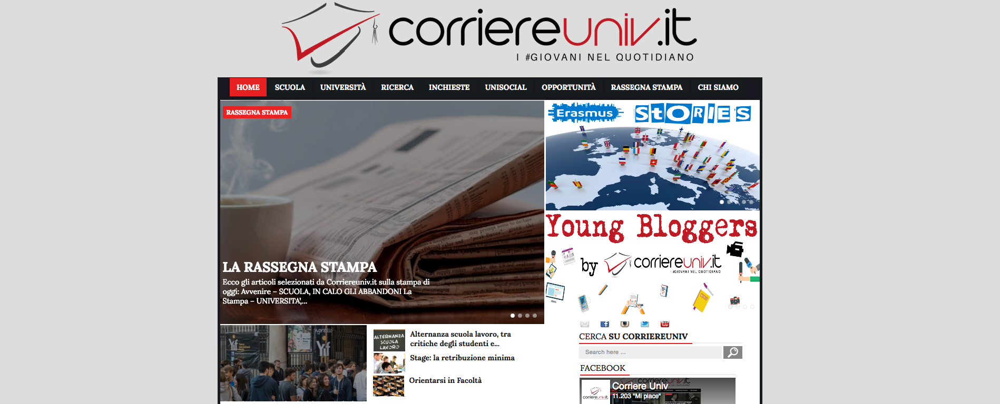 corriereuniv.it
I #GIOVANI NEL QUOTIDIANO
HOME SCUOLA UNIVERSITÀ RICERCA INCHIESTE UNISOCIAL OPPORTUNITÀ RASSEGNA STAMPA CHI SIAMO
RASSEGNA STAMPA
LA RASSEGNA STAMPA
Ecco gli articoli selezionati da Corriereuniv.it sulla stampa di
oggi: Avvenire – SCUOLA, IN CALO GLI ABBANDONI La
Stampa – UNIVERSITA’,...
Erasmus StORIES
Young Bloggers
by corriereuniv.it
I #GIOVANI NEL QUOTIDIANO
YIF
ALTERNANZA
SCUOLA
LAVORO
Alternanza scuola lavoro, tra
critiche degli studenti e...
Stage: la retribuzione minima
Orientarsi in Facoltà
CERCA SU CORRIEREUNIV
Search here ...
FACEBOOK
corriereuniv.it
Corriere Univ
11.203 "Mi piace"